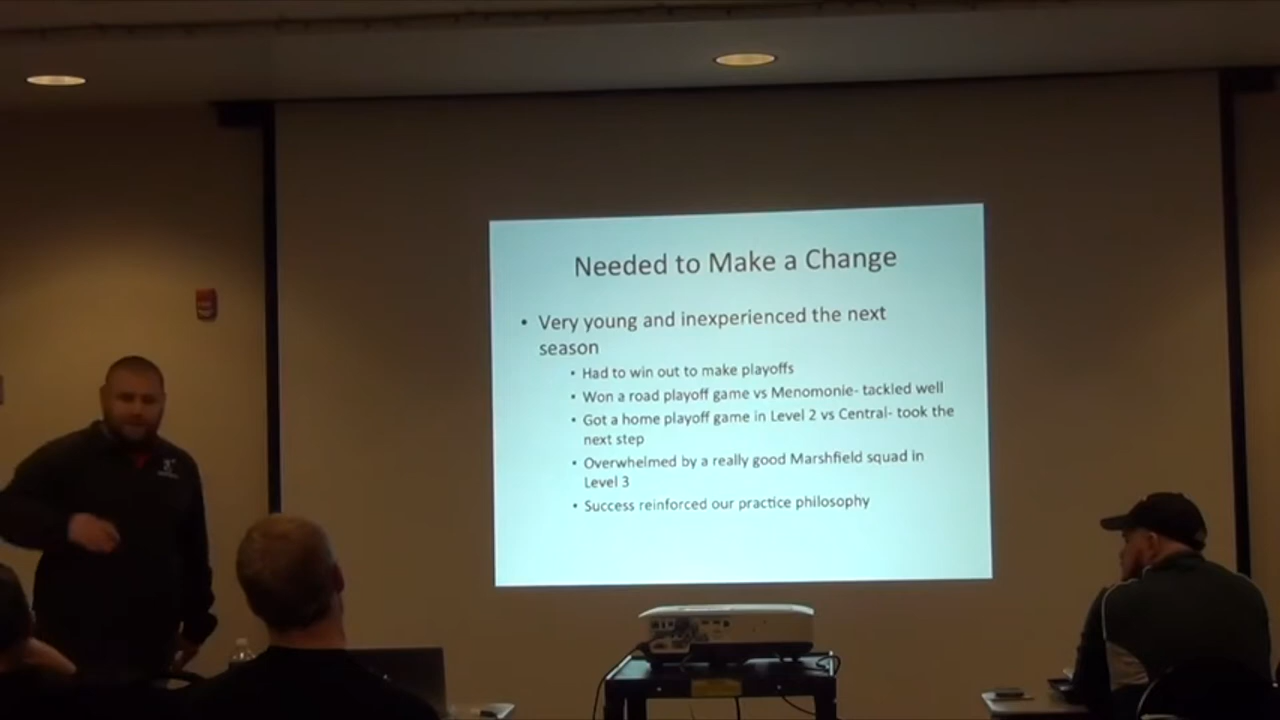 Needed to Make a Change
• Very young and inexperienced the next
season
• Had to win out to make playoffs
• Won a road playoff game vs Menomonie- tackled well
• Got a home playoff game in Level 2 vs Central- took the
next step
• Overwhelmed by a really good Marshfield squad in
Level 3
• Success reinforced our practice philosophy